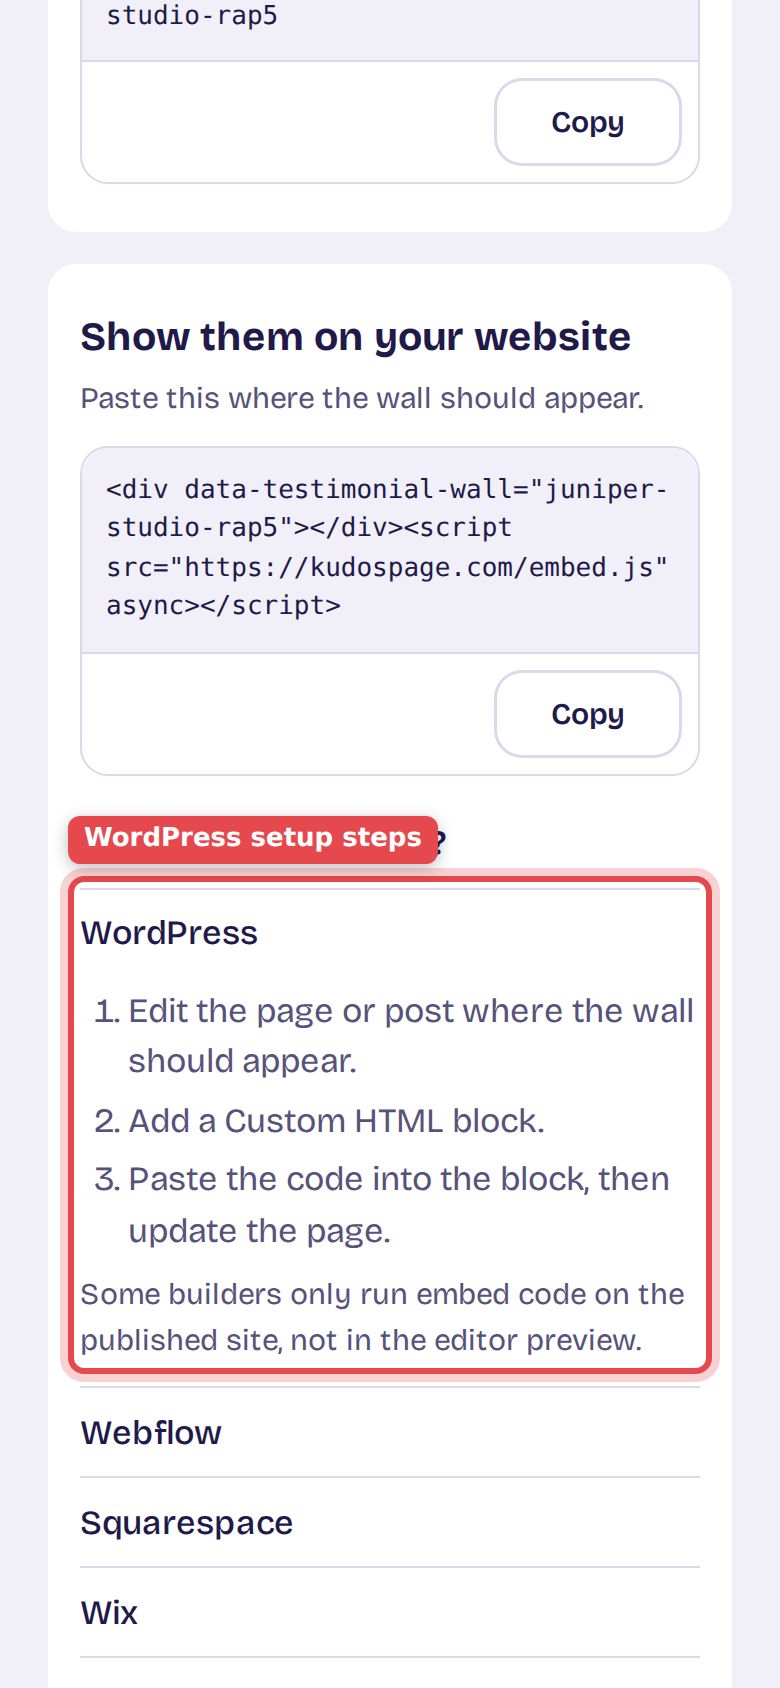 studio-rap5
Copy
Show them on your website
Paste this where the wall should appear.
<div data-testimonial-wall="juniper-
studio-rap5"></div><script
src="https://kudospage.com/embed.js"
async></script>
Copy
WordPress setup steps
?
WordPress
1. Edit the page or post where the wall
should appear.
2. Add a Custom HTML block.
3. Paste the code into the block, then
update the page.
Some builders only run embed code on the
published site, not in the editor preview.
Webflow
Squarespace
Wix